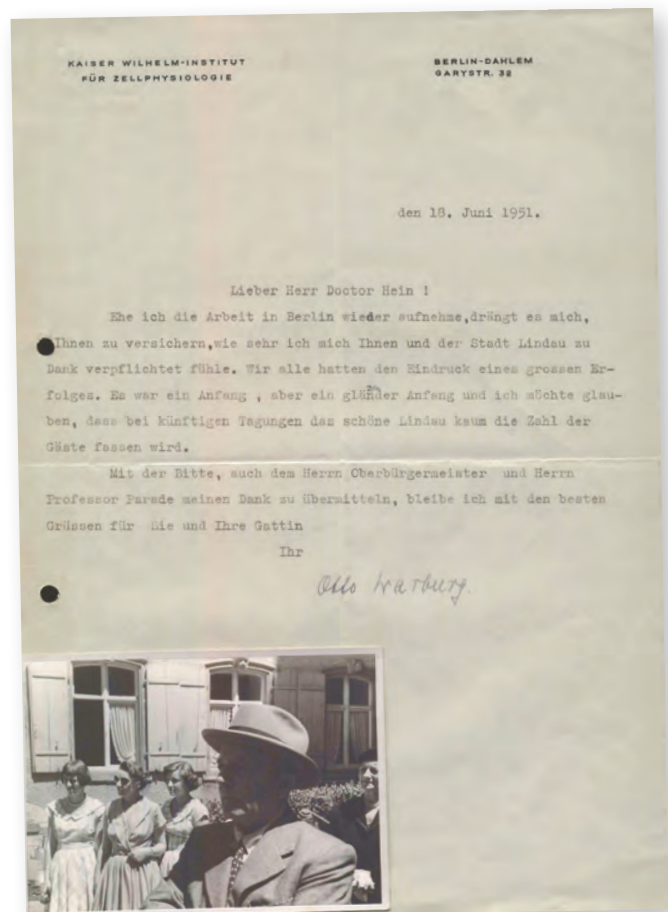 KAISER WILHELM-INSTITUT
FÜR ZELLPHYSIOLOGIE
BERLIN-DAHLEM
GARYSTR. 32
den 18. Juni 1951.
Lieber Herr Doctor Hein !
Ehe ich die Arbeit in Berlin wieder aufnehme,drängt es mich,
Ihnen zu versichern,wie sehr ich mich Ihnen und der Stadt Lindau zu
Dank verpflichtet fühle. Wir alle hatten den Eindruck eines grossen Er-
folges. Es war ein Anfang , aber ein glänzender Anfang und ich möchte glau-
ben, dass bei künftigen Tagungen das schöne Lindau kaum die Zahl der
Gäste fassen wird.
Mit der Bitte, auch dem Herrn Oberbürgermeister und Herrn
Professor Parade meinen Dank zu übermitteln, bleibe ich mit den besten
Grüssen für Sie und Ihre Gattin
Ihr
Otto Warburg.